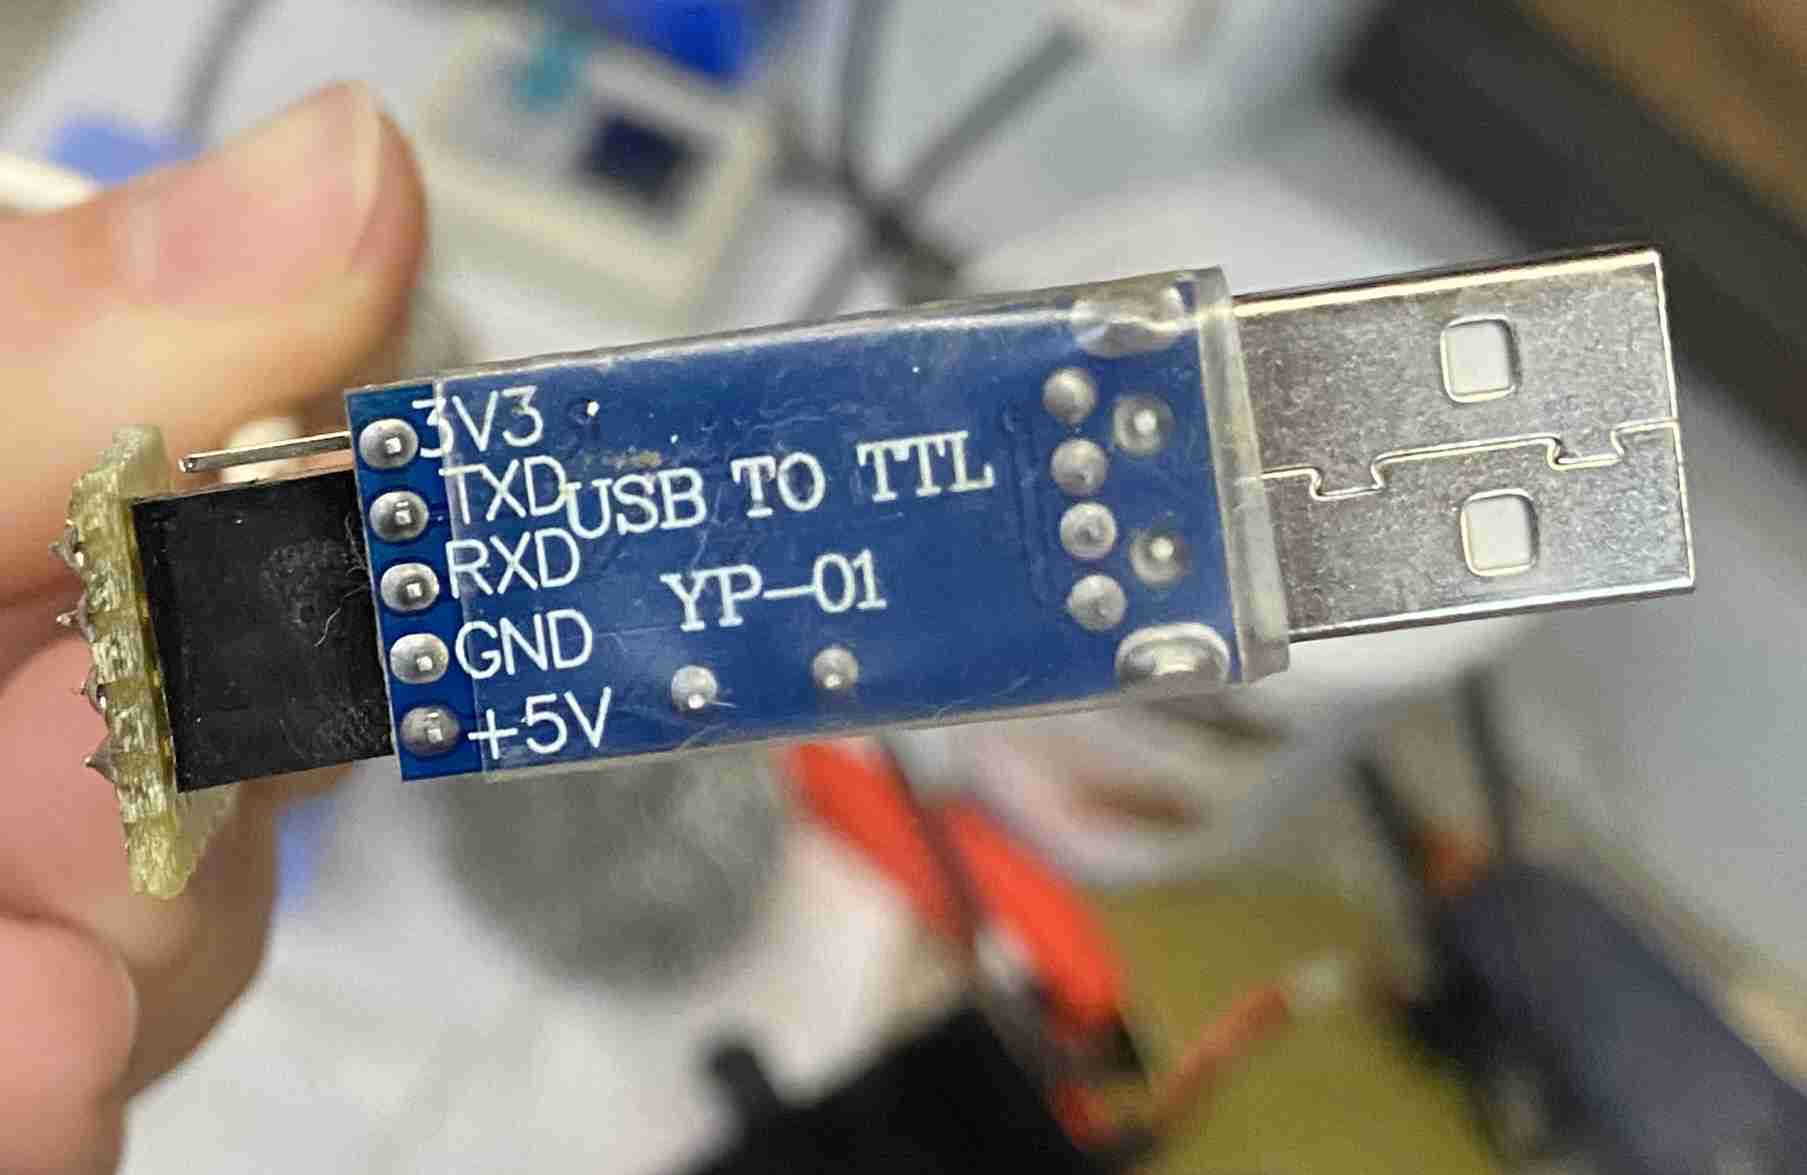 3V3
TXD
RXD
GND
+5V
USB TO TTL
YP-01